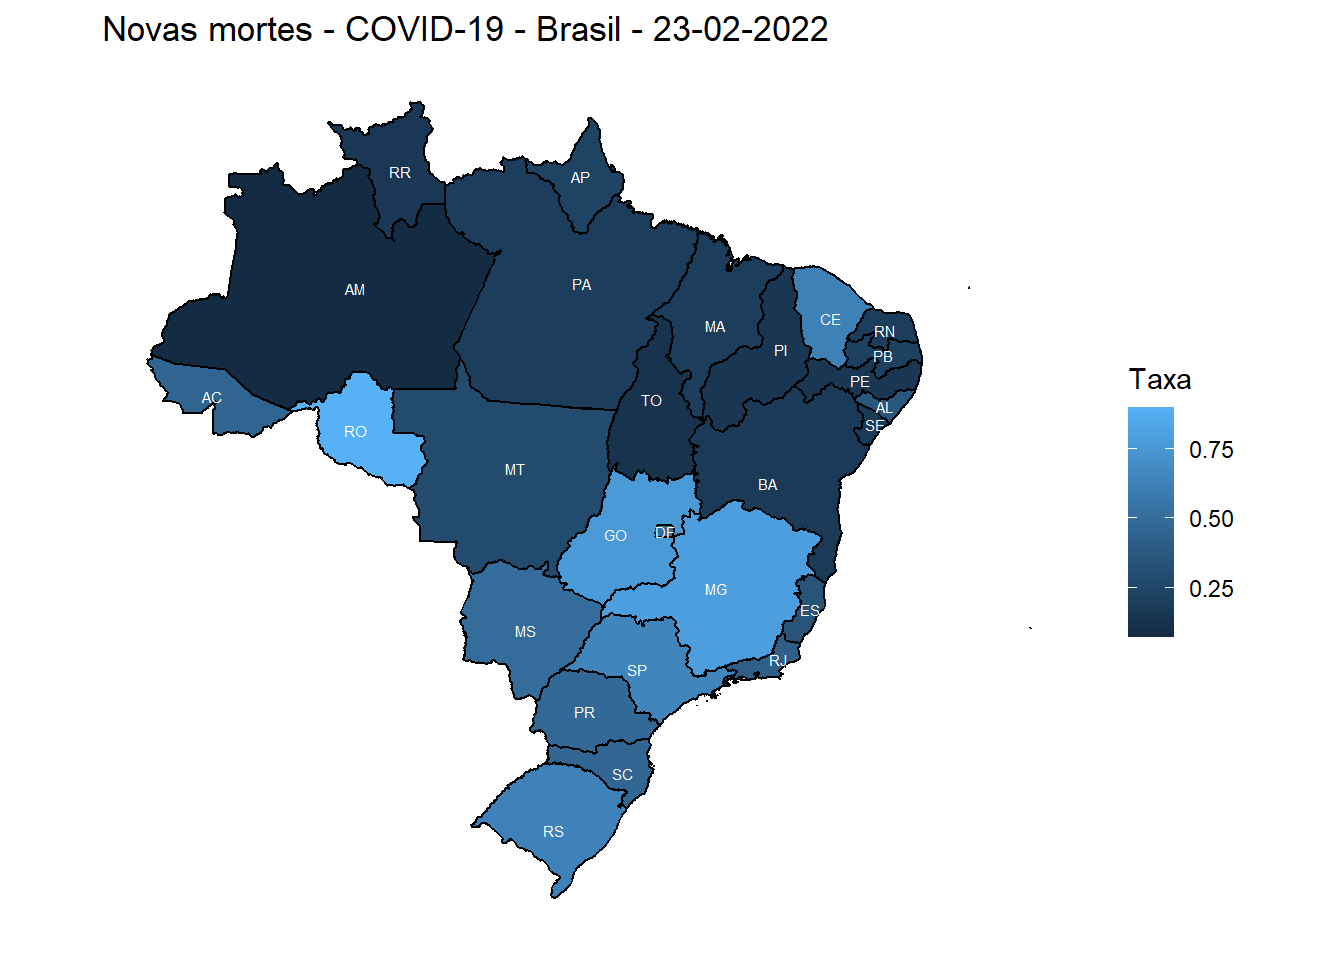 Novas mortes - COVID-19 - Brasil - 23-02-2022
RR
AP
AM
PA
MA
CE
RN
PI
PB
PE
AC
TO
AL
SE
RO
MT
BA
GO
DF
MG
ES
MS
SP
RJ
PR
SC
RS
Taxa
0.75
0.50
0.25